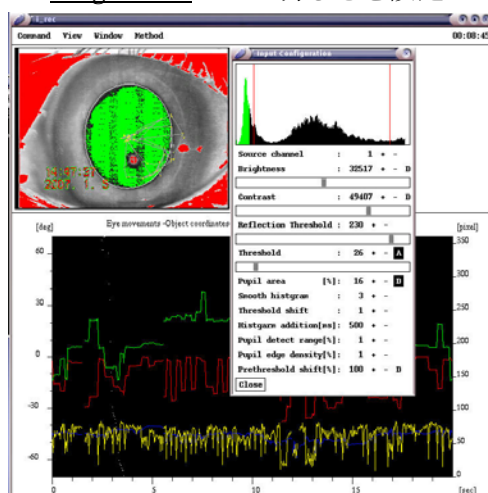 i_rec
Command View Window Method 00:08:45
Input Configuration
Source channel : 1 + -
Brightness : 32517 + - D
Contrast : 49407 + - D
Reflection Threshold : 230 + -
Threshold : 26 + - A
Pupil area [%]: 16 + - D
Smooth histgram : 3 + -
Threshold shift : 1 + -
Histgarm addition[ms]: 500 + -
Pupil detect range[%]: 1 + -
Pupil edge density[%]: 1 + -
Prethreshold shift[%]: 100 + - D
Close
[deg] Eye movements -Object coordinates- [pixel]
60
30
0
-30
-60
350
300
250
200
150
100
50
0
0 5 10 15 20 [sec]